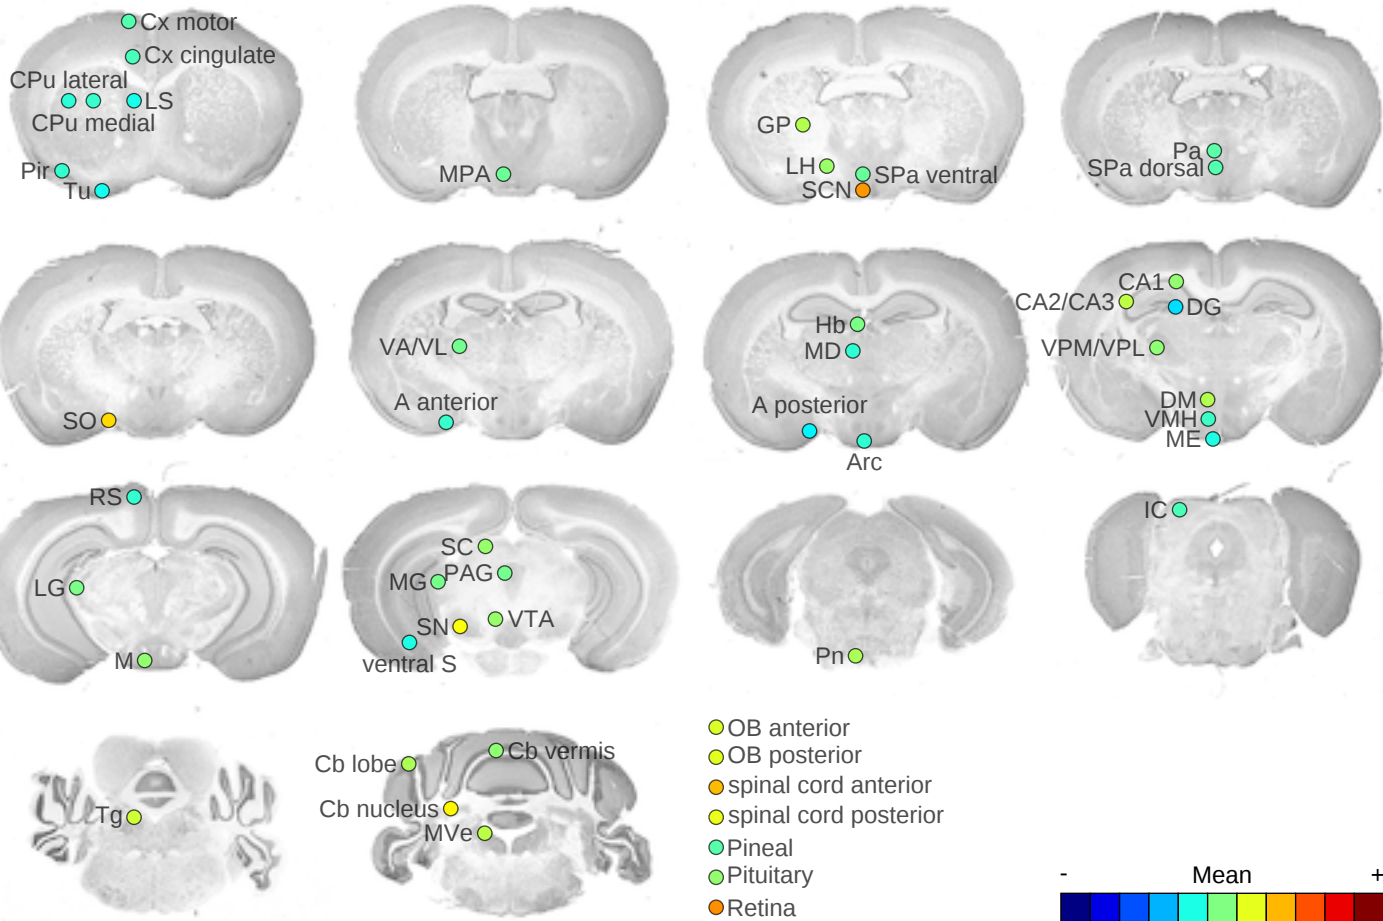 Cx motor
Cx cingulate
CPu lateral
LS
CPu medial
Pir
Tu
MPA
GP
LH
SPa ventral
SCN
Pa
SPa dorsal
SO
VA/VL
A anterior
Hb
MD
A posterior
Arc
CA1
CA2/CA3
DG
VPM/VPL
DM
VMH
ME
RS
LG
M
SC
MG
PAG
SN
VTA
ventral S
Pn
IC
Tg
Cb lobe
Cb vermis
Cb nucleus
MVe
OB anterior
OB posterior
spinal cord anterior
spinal cord posterior
Pineal
Pituitary
Retina
- Mean +